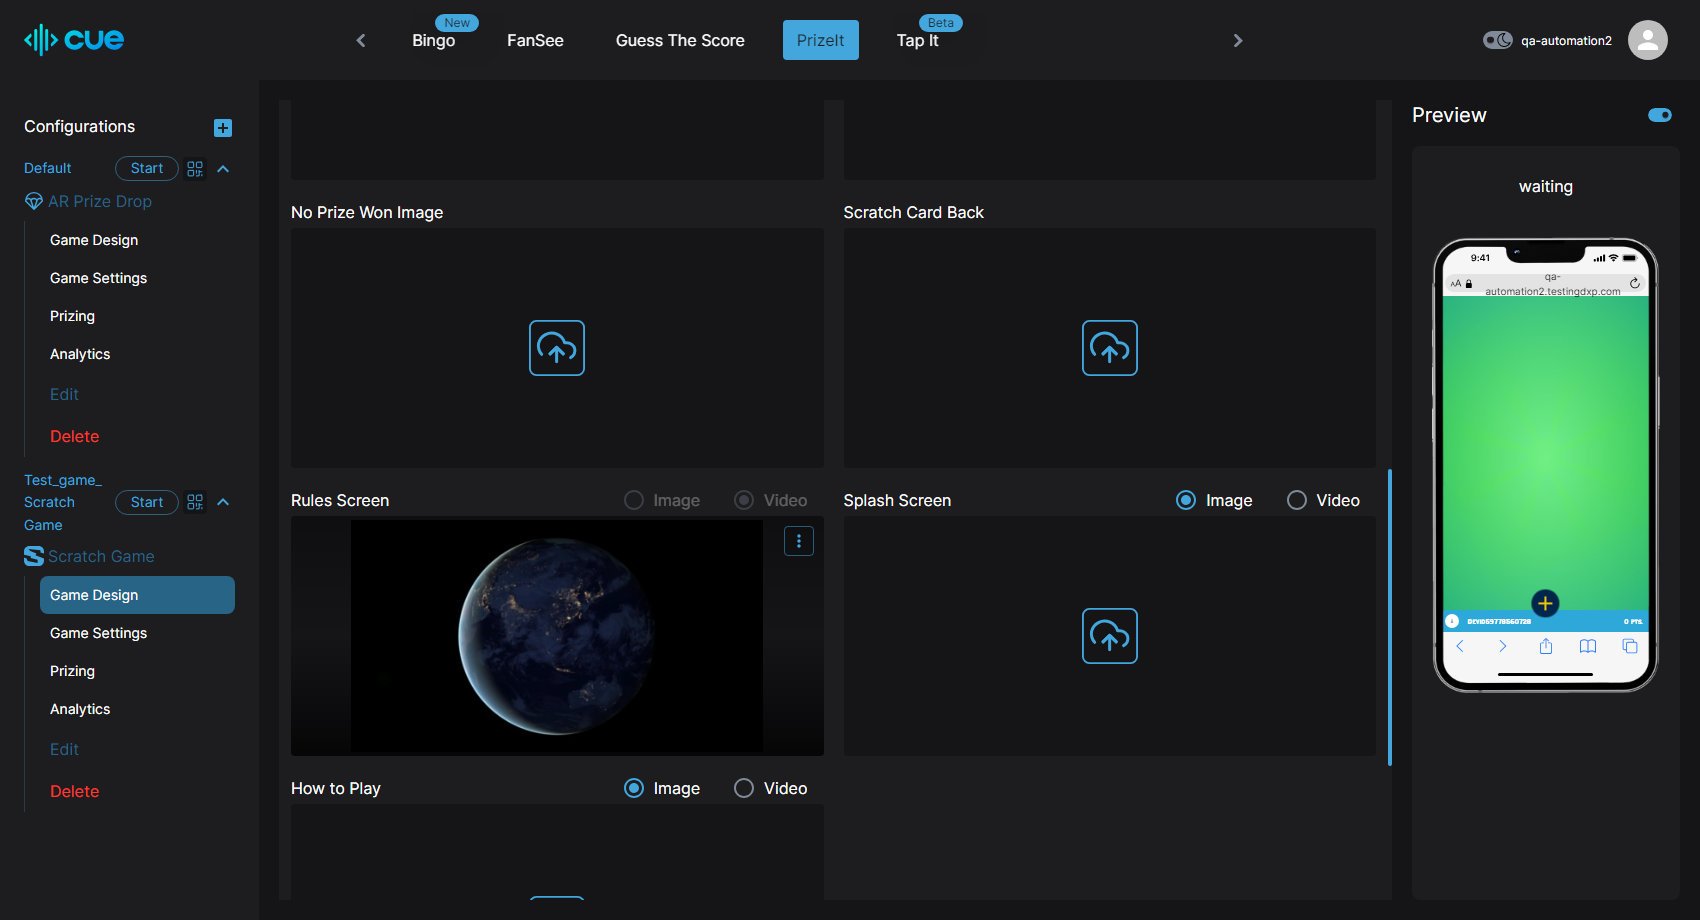 cue
Bingo
New
FanSee
Guess The Score
PrizeIt
Tap It
Beta
qa-automation2
Configurations
Default
Start
AR Prize Drop
Game Design
Game Settings
Prizing
Analytics
Edit
Delete
Test_game_
Scratch
Game
Start
Scratch Game
Game Design
Game Settings
Prizing
Analytics
Edit
Delete
No Prize Won Image
Scratch Card Back
Rules Screen
Image
Video
Splash Screen
Image
Video
How to Play
Image
Video
Preview
waiting
9:41
AA
qa-
automation2.testingdxp.com
0 PTS.